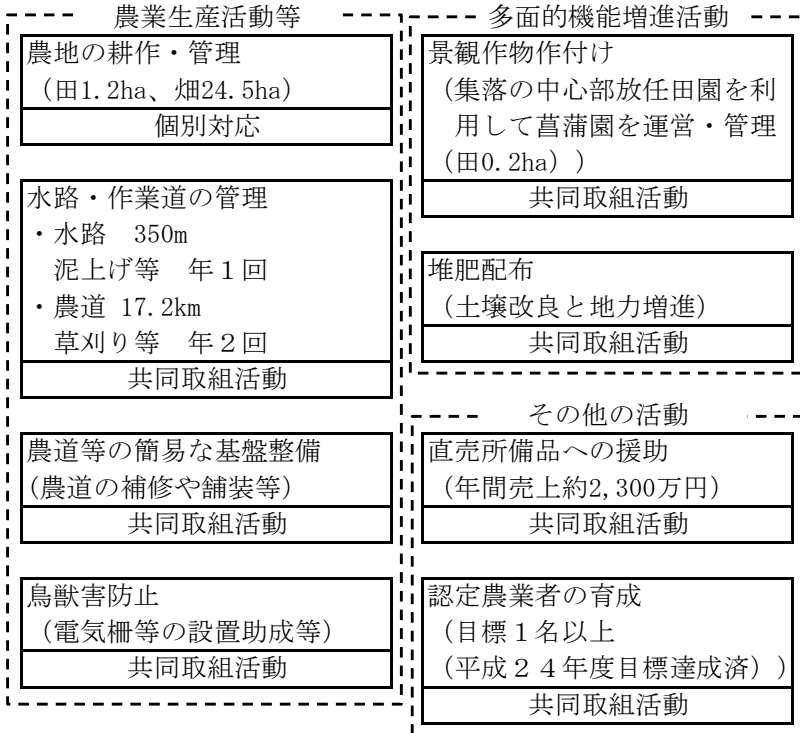 農業生産活動等
農地の耕作・管理
（田1.2ha、畑24.5ha）
個別対応
水路・作業道の管理
・水路　350m
泥上げ等　年１回
・農道 17.2km
草刈り等　年２回
共同取組活動
農道等の簡易な基盤整備
(農道の補修や舗装等）
共同取組活動
鳥獣害防止
（電気柵等の設置助成等）
共同取組活動
多面的機能増進活動
景観作物作付け
（集落の中心部放任田園を利
用して菖蒲園を運営・管理
（田0.2ha））
共同取組活動
堆肥配布
（土壌改良と地力増進）
共同取組活動
その他の活動
直売所備品への援助
（年間売上約2,300万円）
共同取組活動
認定農業者の育成
（目標１名以上
（平成２４年度目標達成済））
共同取組活動